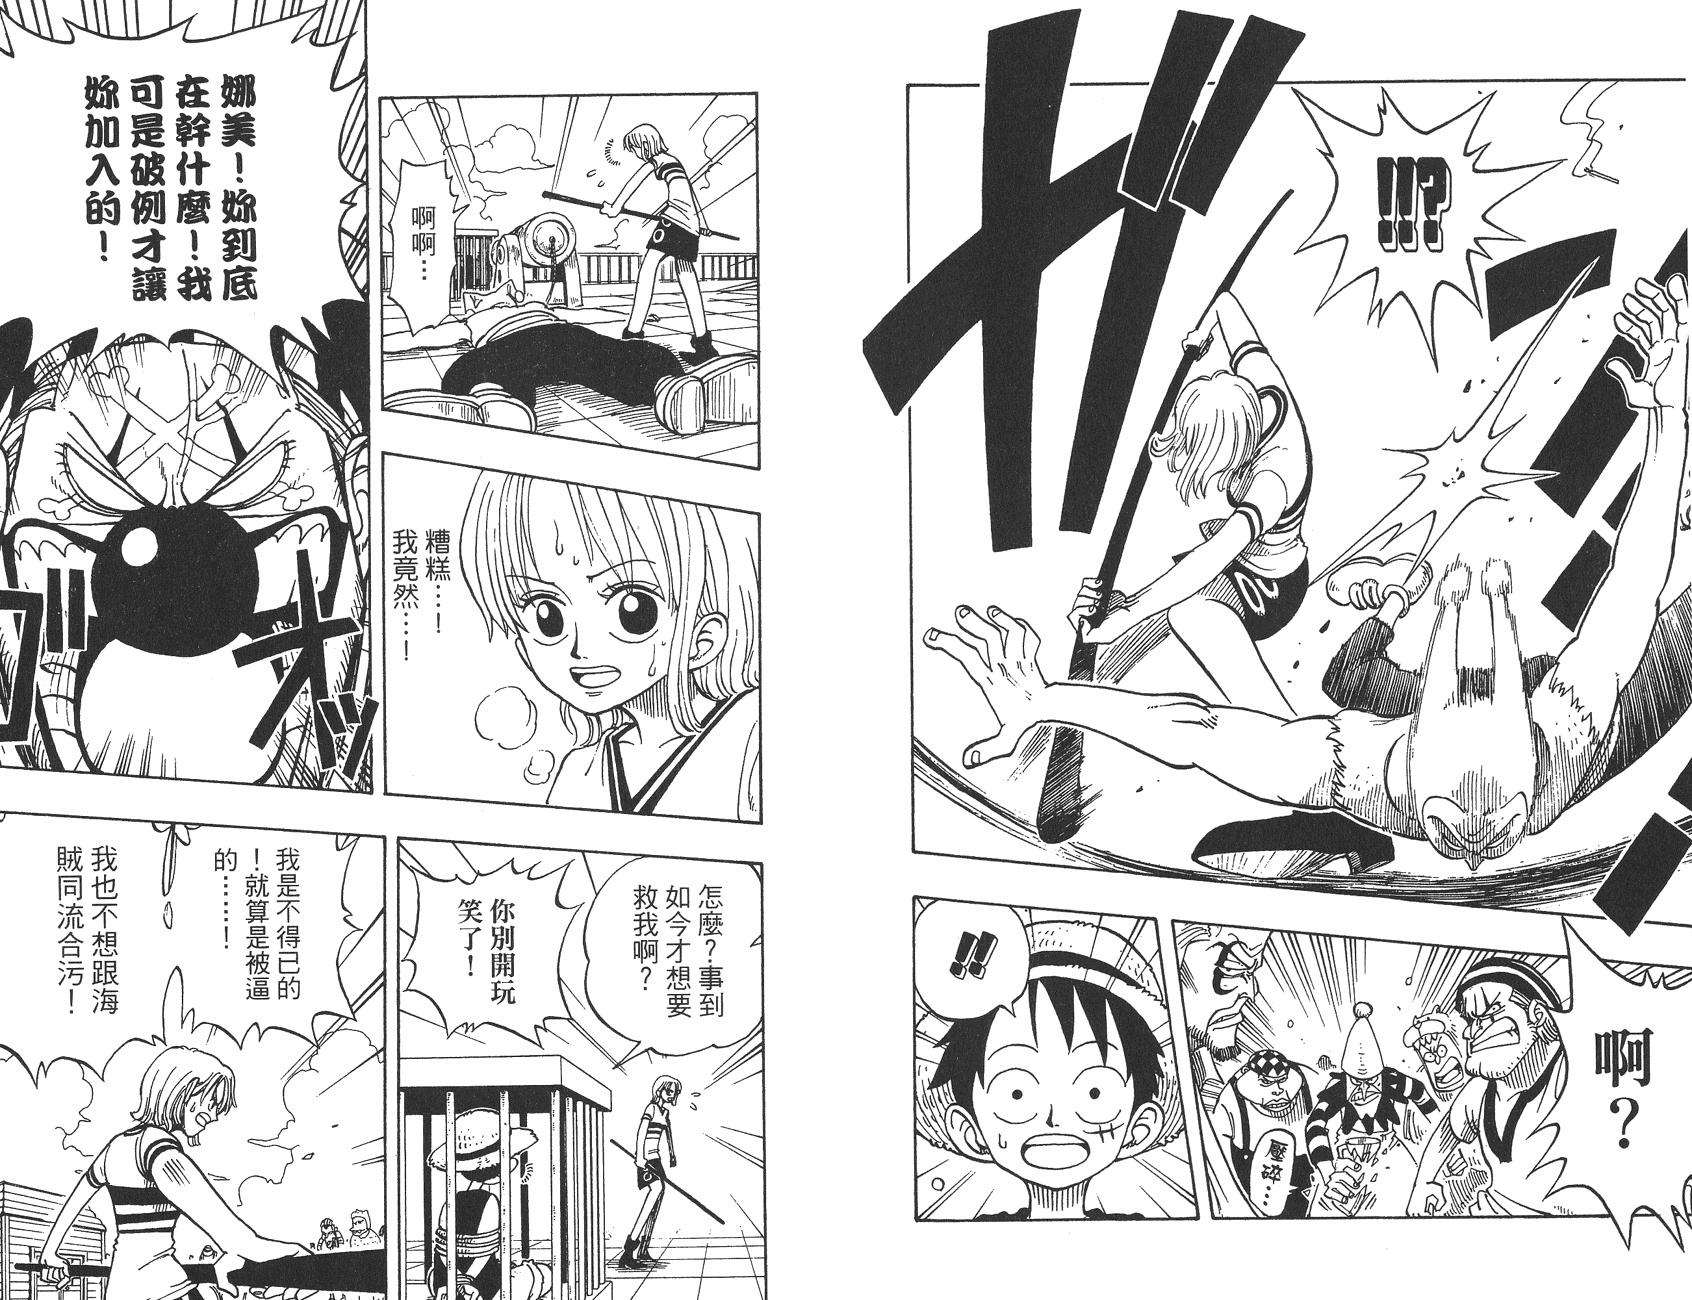 !!?
ガ
!!
啊?
壓
碎…
!!
啊
啊
…
糟糕…!
我竟然…!
娜美!妳到底
在幹什麼!我
可是破例才讓
妳加入的!
怎麼?事到
如今才想要
救我啊?
你別開玩
笑了!
我是不得已的
!就算是被逼
的……!
我也不想跟海
賊同流合污!